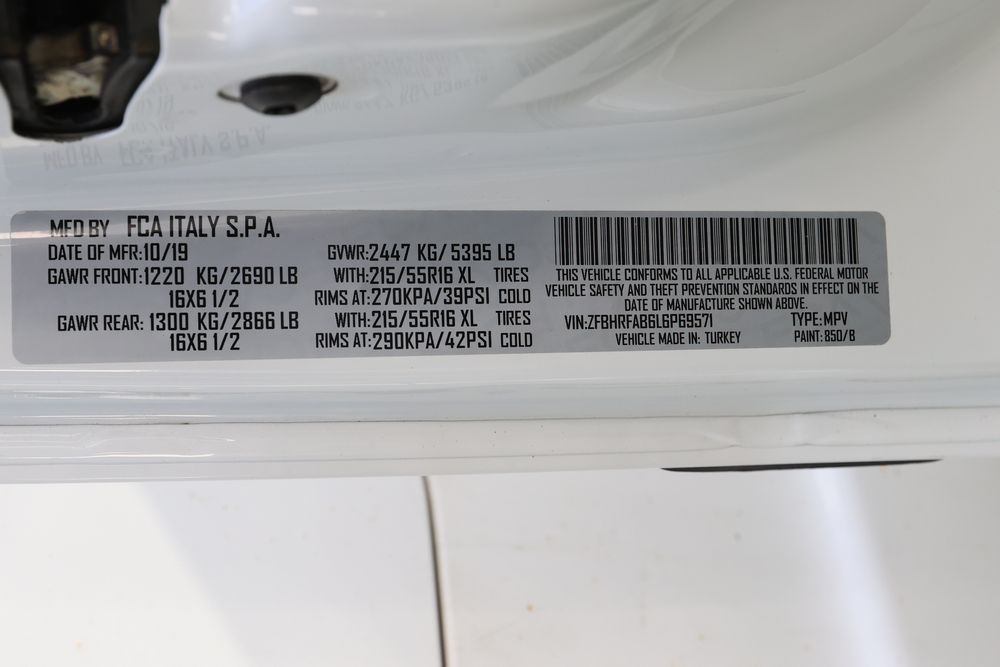 MFD BY FCA ITALY S.P.A.
DATE OF MFR:10/19 GVWR:2447 KG/ 5395 LB
GAWR FRONT:1220 KG/2690 LB WITH:215/55R16 XL TIRES
16X6 1/2 RIMS AT:270KPA/39PSI COLD
GAWR REAR: 1300 KG/2866 LB WITH:215/55R16 XL TIRES
16X6 1/2 RIMS AT:290KPA/42PSI COLD
THIS VEHICLE CONFORMS TO ALL APPLICABLE U.S. FEDERAL MOTOR
VEHICLE SAFETY AND THEFT PREVENTION STANDARDS IN EFFECT ON THE
DATE OF MANUFACTURE SHOWN ABOVE.
VIN:ZFBHRFAB6L6P69571 TYPE:MPV
VEHICLE MADE IN: TURKEY PAINT: 850/B